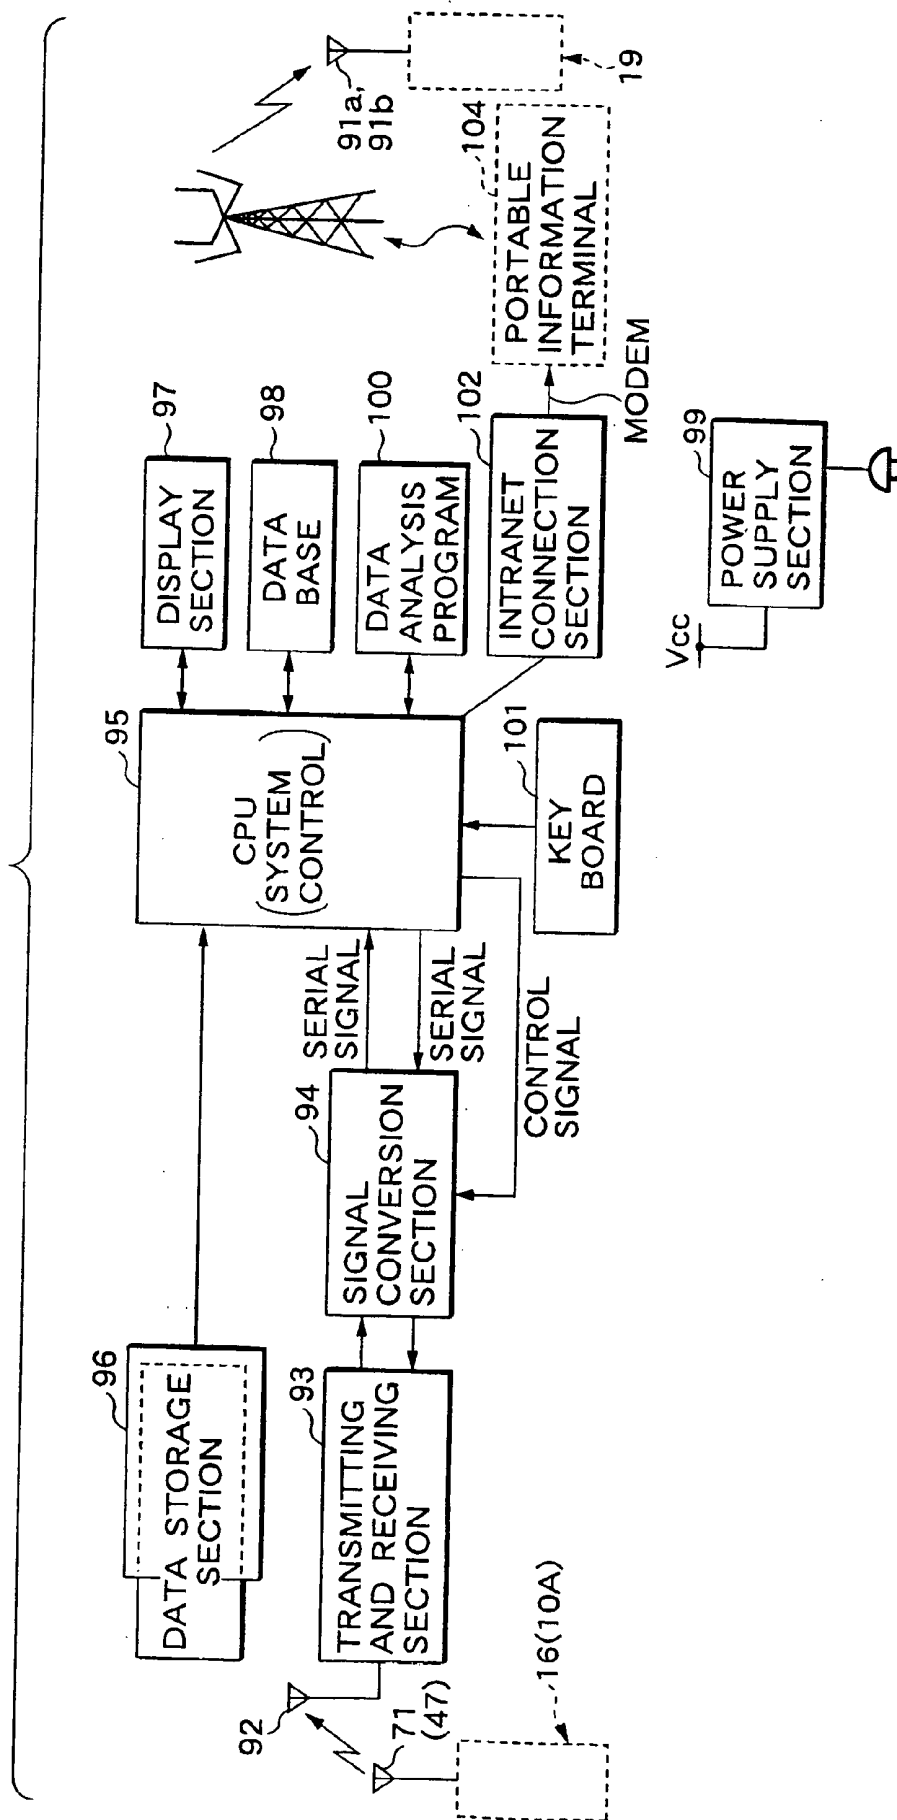 96
DATA STORAGE
SECTION
95
CPU
(SYSTEM
CONTROL)
97
DISPLAY
SECTION
98
DATA
BASE
100
DATA
ANALYSIS
PROGRAM
102
INTRANET
CONNECTION
SECTION
MODEM
104
PORTABLE
INFORMATION
TERMINAL
91a,
91b
19
92
71
(47)
16(10A)
93
TRANSMITTING
AND RECEIVING
SECTION
94
SIGNAL
CONVERSION
SECTION
SERIAL
SIGNAL
SERIAL
SIGNAL
CONTROL
SIGNAL
101
KEY
BOARD
Vcc
99
POWER
SUPPLY
SECTION